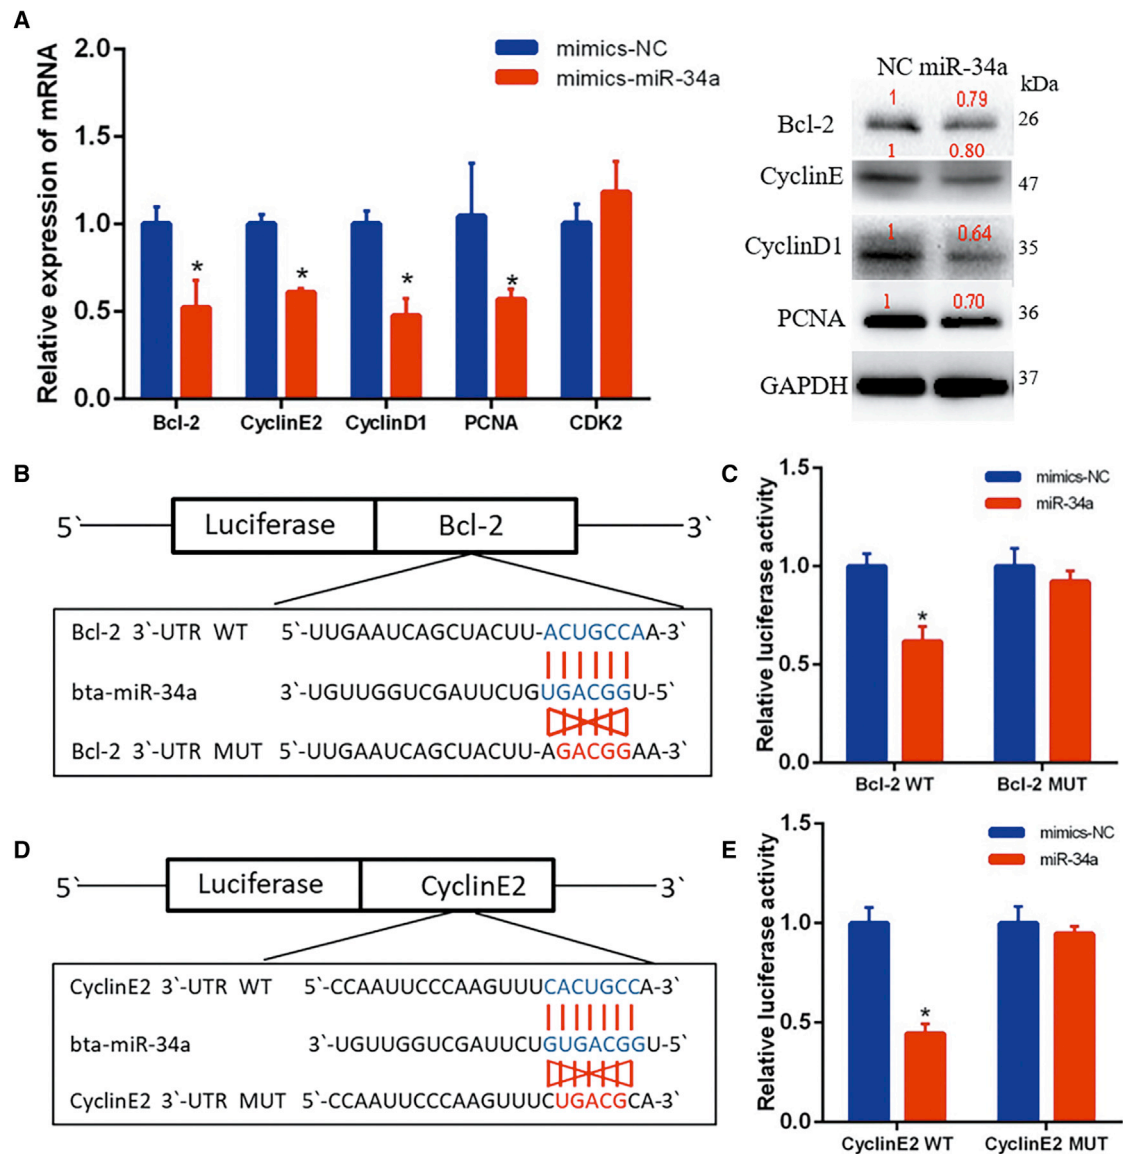 A
Relative expression of mRNA
2.0
1.5
1.0
0.5
0.0
mimics-NC
mimics-miR-34a
*
*
*
*
Bcl-2 CyclinE2 CyclinD1 PCNA CDK2
NC miR-34a
kDa
1 0.79
Bcl-2 26
1 0.80
CyclinE 47
1 0.64
CyclinD1 35
1 0.70
PCNA 36
GAPDH 37
B
5` Luciferase Bcl-2 3`
Bcl-2 3`-UTR WT 5`-UUGAAUCAGCUACUU-ACUGCCAA-3`
bta-miR-34a 3`-UGUUGGUCGAUUCUGUGACGGU-5`
Bcl-2 3`-UTR MUT 5`-UUGAAUCAGCUACUU-AGACGGAA-3`
C
Relative luciferase activity
1.5
1.0
0.5
0.0
mimics-NC
miR-34a
*
Bcl-2 WT Bcl-2 MUT
D
5` Luciferase CyclinE2 3`
CyclinE2 3`-UTR WT 5`-CCAAUUCCCAAGUUUCACUGCCA-3`
bta-miR-34a 3`-UGUUGGUCGAUUCUGUGACGGU-5`
CyclinE2 3`-UTR MUT 5`-CCAAUUCCCAAGUUUCUGACGCA-3`
E
Relative luciferase activity
1.5
1.0
0.5
0.0
mimics-NC
miR-34a
*
CyclinE2 WT CyclinE2 MUT